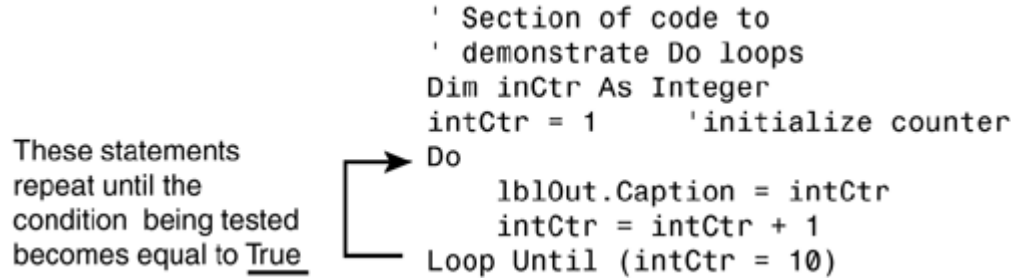 ' Section of code to
' demonstrate Do loops
Dim inCtr As Integer
intCtr = 1 'initialize counter
Do
lblOut.Caption = intCtr
intCtr = intCtr + 1
Loop Until (intCtr = 10)
These statements
repeat until the
condition being tested
becomes equal to True